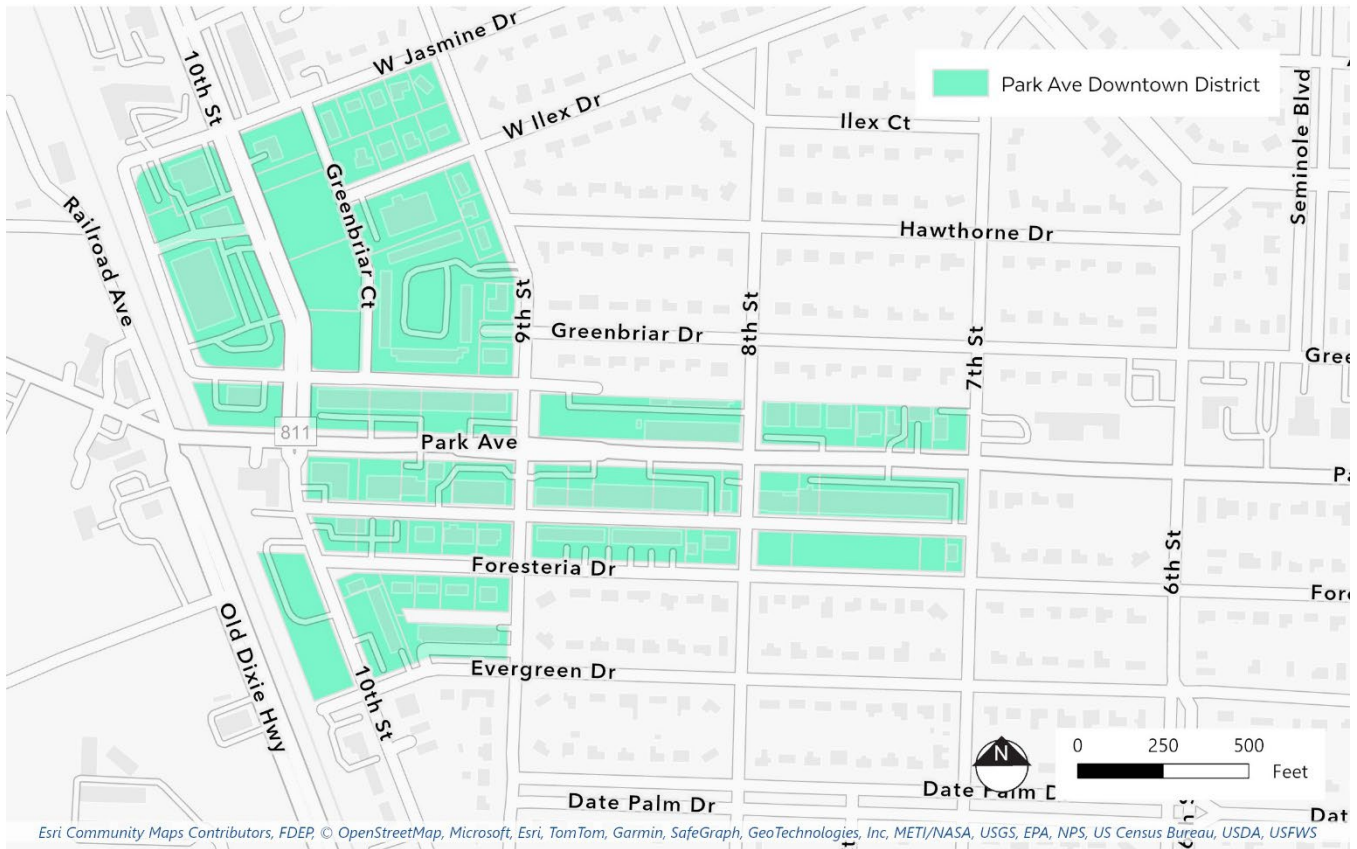 W Jasmine Dr
10th St
Park Ave Downtown District
W Ilex Dr
Ilex Ct
Seminole Blvd
Greenbriar Ct
Railroad Ave
Hawthorne Dr
9th St
8th St
7th St
Greenbriar Dr
Gree
811
Park Ave
Pa
6th St
Foresteria Dr
Fore
Old Dixie Hwy
10th St
Evergreen Dr
N
0 250 500
Feet
Date Palm Dr
Date Palm D
Dat
Esri Community Maps Contributors, FDEP, © OpenStreetMap, Microsoft, Esri, TomTom, Garmin, SafeGraph, GeoTechnologies, Inc, METI/NASA, USGS, EPA, NPS, US Census Bureau, USDA, USFWS